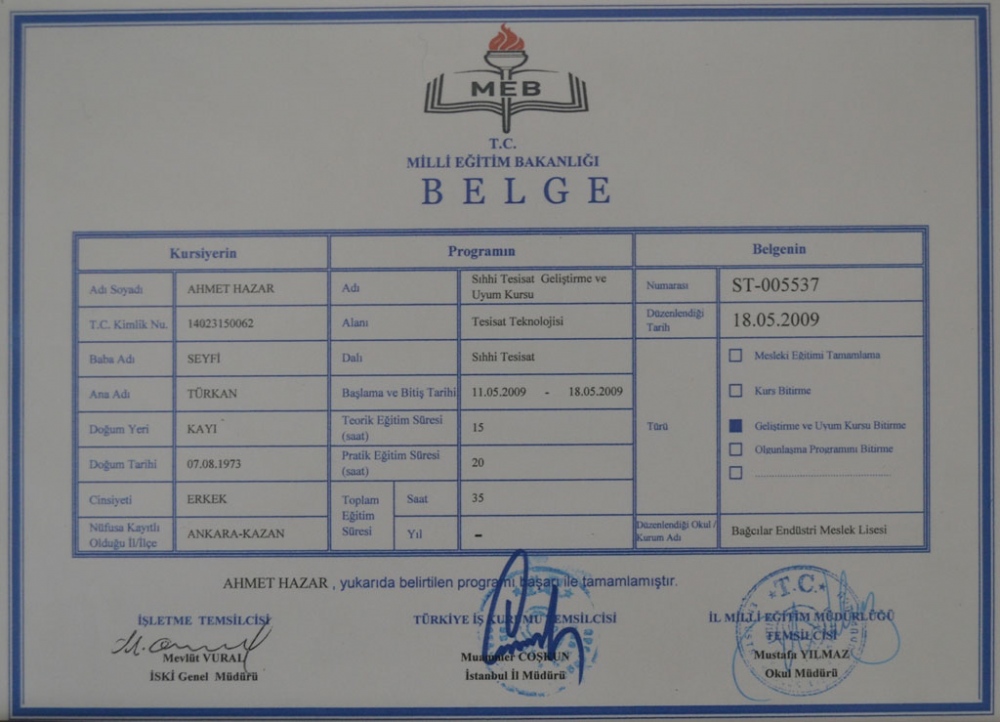 MEB
T.C.
MİLLİ EĞİTİM BAKANLIĞI
BELGE
Kursiyerin
Adı Soyadı AHMET HAZAR
T.C. Kimlik Nu. 14023150062
Baba Adı SEYFİ
Ana Adı TÜRKAN
Doğum Yeri KAYI
Doğum Tarihi 07.08.1973
Cinsiyeti ERKEK
Nüfusa Kayıtlı
Olduğu İl/İlçe ANKARA-KAZAN
Programın
Adı Sıhhi Tesisat Geliştirme ve
Uyum Kursu
Alanı Tesisat Teknolojisi
Dalı Sıhhi Tesisat
Başlama ve Bitiş Tarihi 11.05.2009 - 18.05.2009
Teorik Eğitim Süresi
(saat) 15
Pratik Eğitim Süresi
(saat) 20
Toplam
Eğitim
Süresi
Saat 35
Yıl -
Belgenin
Numarası ST-005537
Düzenlendiği
Tarih 18.05.2009
Türü
Mesleki Eğitimi Tamamlama
Kurs Bitirme
Geliştirme ve Uyum Kursu Bitirme
Olgunlaşma Programını Bitirme
Düzenlendiği Okul /
Kurum Adı Bağcılar Endüstri Meslek Lisesi
AHMET HAZAR , yukarıda belirtilen programı başarı ile tamamlamıştır.
İŞLETME TEMSİLCİSİ
Mevlüt VURAL
İSKİ Genel Müdürü
TÜRKİYE İŞ KURUMU TEMSİLCİSİ
Muammer COŞKUN
İstanbul İl Müdürü
İL MİLLİ EĞİTİM MÜDÜRLÜĞÜ
TEMSİLCİSİ
Mustafa YILMAZ
Okul Müdürü
T.C.